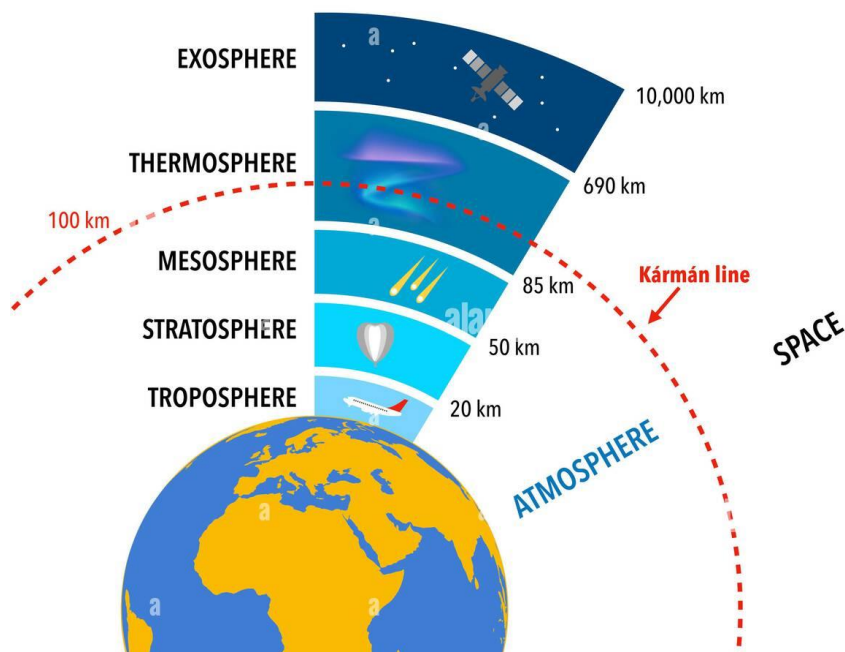 EXOSPHERE
10,000 km
THERMOSPHERE
690 km
100 km
MESOSPHERE
85 km
Kármán line
STRATOSPHERE
50 km
SPACE
TROPOSPHERE
20 km
ATMOSPHERE
a
a
a
a
ala
a
a
a
a